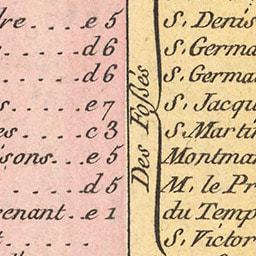 dre....e 5
d 6
d 6
s.....e 7
es....c 3
isons...e 5
d 5
venant..e 1
t
Des Foſsés
S. Denis
S. Germa
S. Germa
S. Jacqu
S. Martin
Montmar
M. le Pr
du Temp
S. Victor